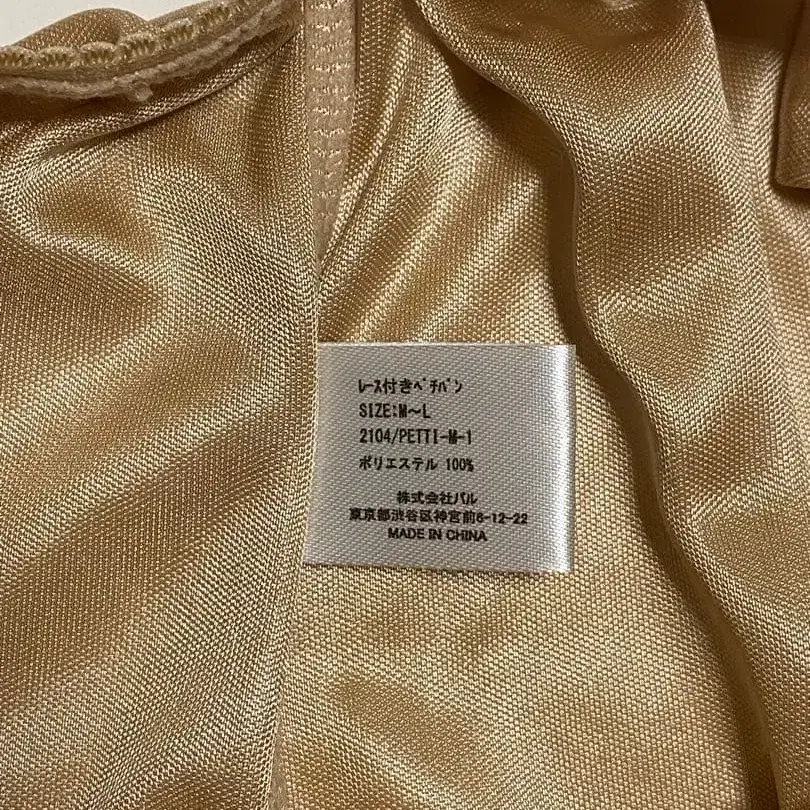 ﾚｰｽ付きﾍﾟﾁﾊﾟﾝ
SIZE:M～L
2104/PETTI-M-1
ポリエステル 100%
株式会社パル
東京都渋谷区神宮前6-12-22
MADE IN CHINA